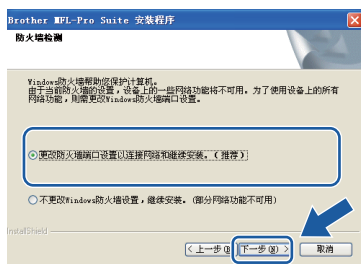 Brother MFL-Pro Suite 安装程序
防火墙检测
Windows防火墙帮助您保护计算机。
由于当前防火墙的设置，设备上的一些网络功能将不可用。为了使用设备上的所有
网络功能，则需更改Windows防火墙端口设置。
更改防火墙端口设置以连接网络和继续安装。(推荐)
不更改Windows防火墙设置，继续安装。(部分网络功能不可用)
InstallShield
<上一步(B) 下一步(N)> 取消